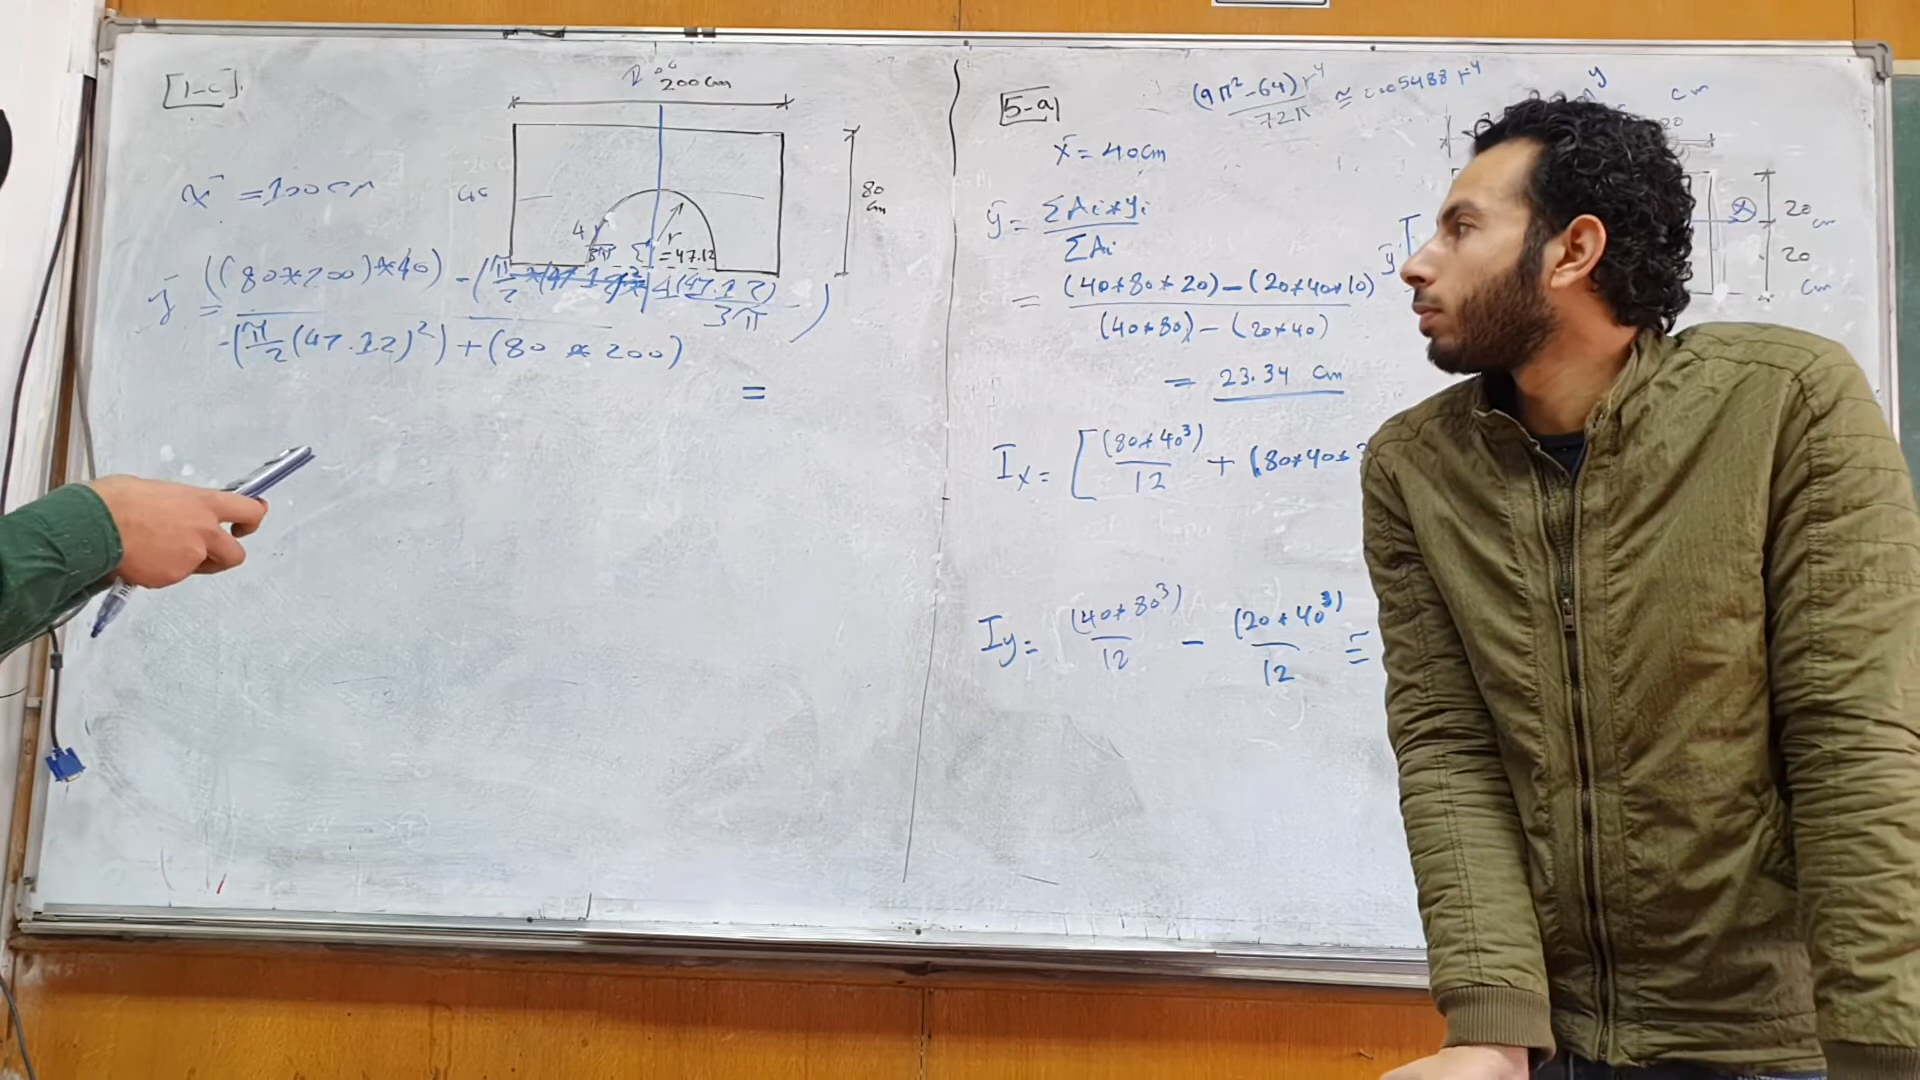 [1-c].
200 cm
80
cm
r
= 47.12
x̄ = 100 cm
ȳ = ((80*200)*40) - (π/2 *(47.12)²* 4(47.12)/3π)
-(π/2 (47.12)²) + (80 * 200)
=
[5-a]
(9π²-64)r⁴/72π ≅ 0.05488 r⁴
x̄ = 40cm
ȳ = ΣAi*yi
ΣAi
= (40*80*20)-(20*40*10)
(40*80)-(20*40)
= 23.34 cm
Ix = [(80*40³)/12 + (80*40*
Iy = (40*80³)/12 - (20*40³)/12 ≅
y
cm
20
cm
20
cm
ȳ